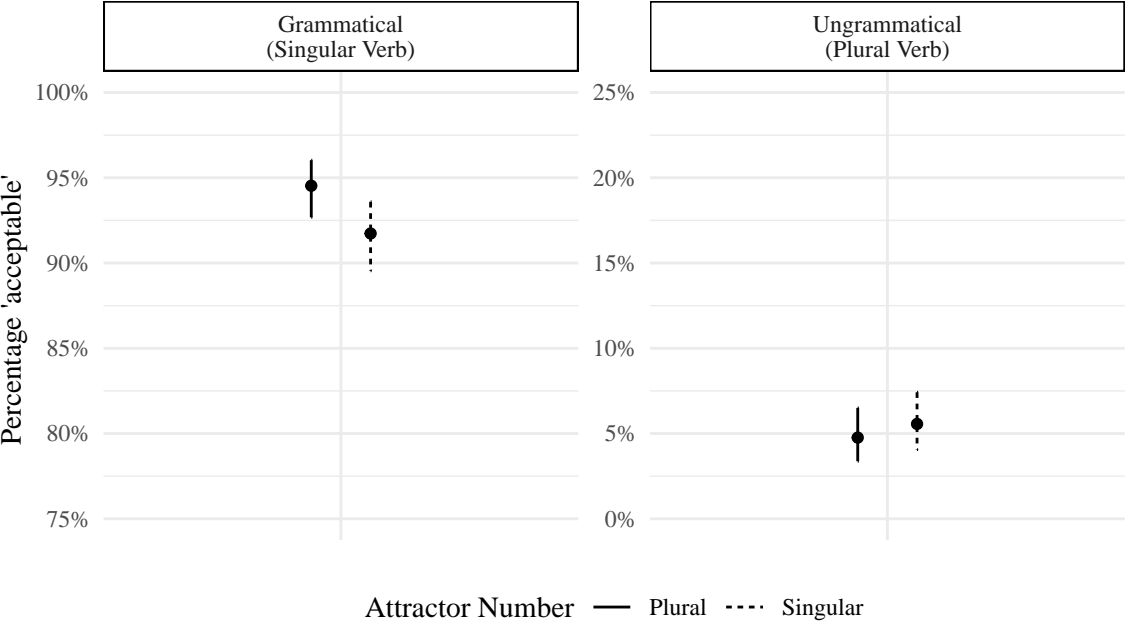 Grammatical
(Singular Verb)
Ungrammatical
(Plural Verb)
Percentage 'acceptable'
100%
95%
90%
85%
80%
75%
25%
20%
15%
10%
5%
0%
Attractor Number Plural Singular